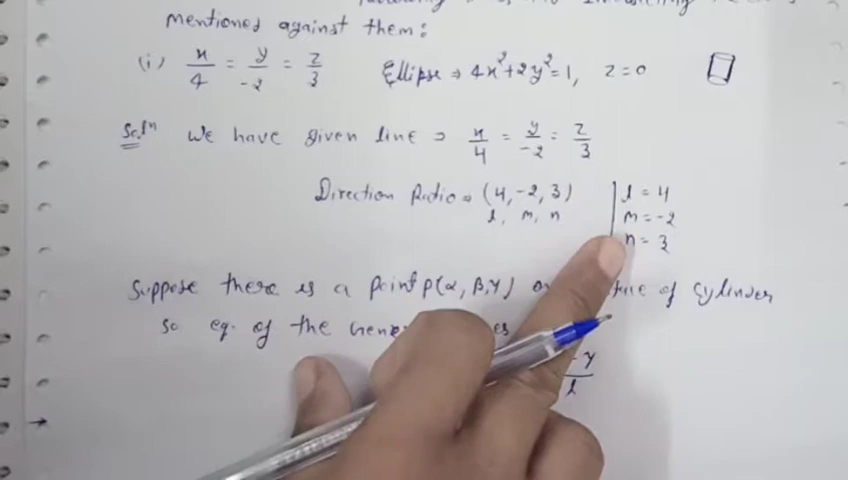 mentioned against them:
(i) x/4 = y/-2 = z/3 Ellipse ⇒ 4x²+2y²=1, z=0
Solⁿ We have given line ⇒ x/4 = y/-2 = z/3
Direction Ratio ⇒ (4,-2,3) l = 4
l, m, n m = -2
n = 3
Suppose there is a point P(α, β, γ) of cylinder
so eq. of the
l